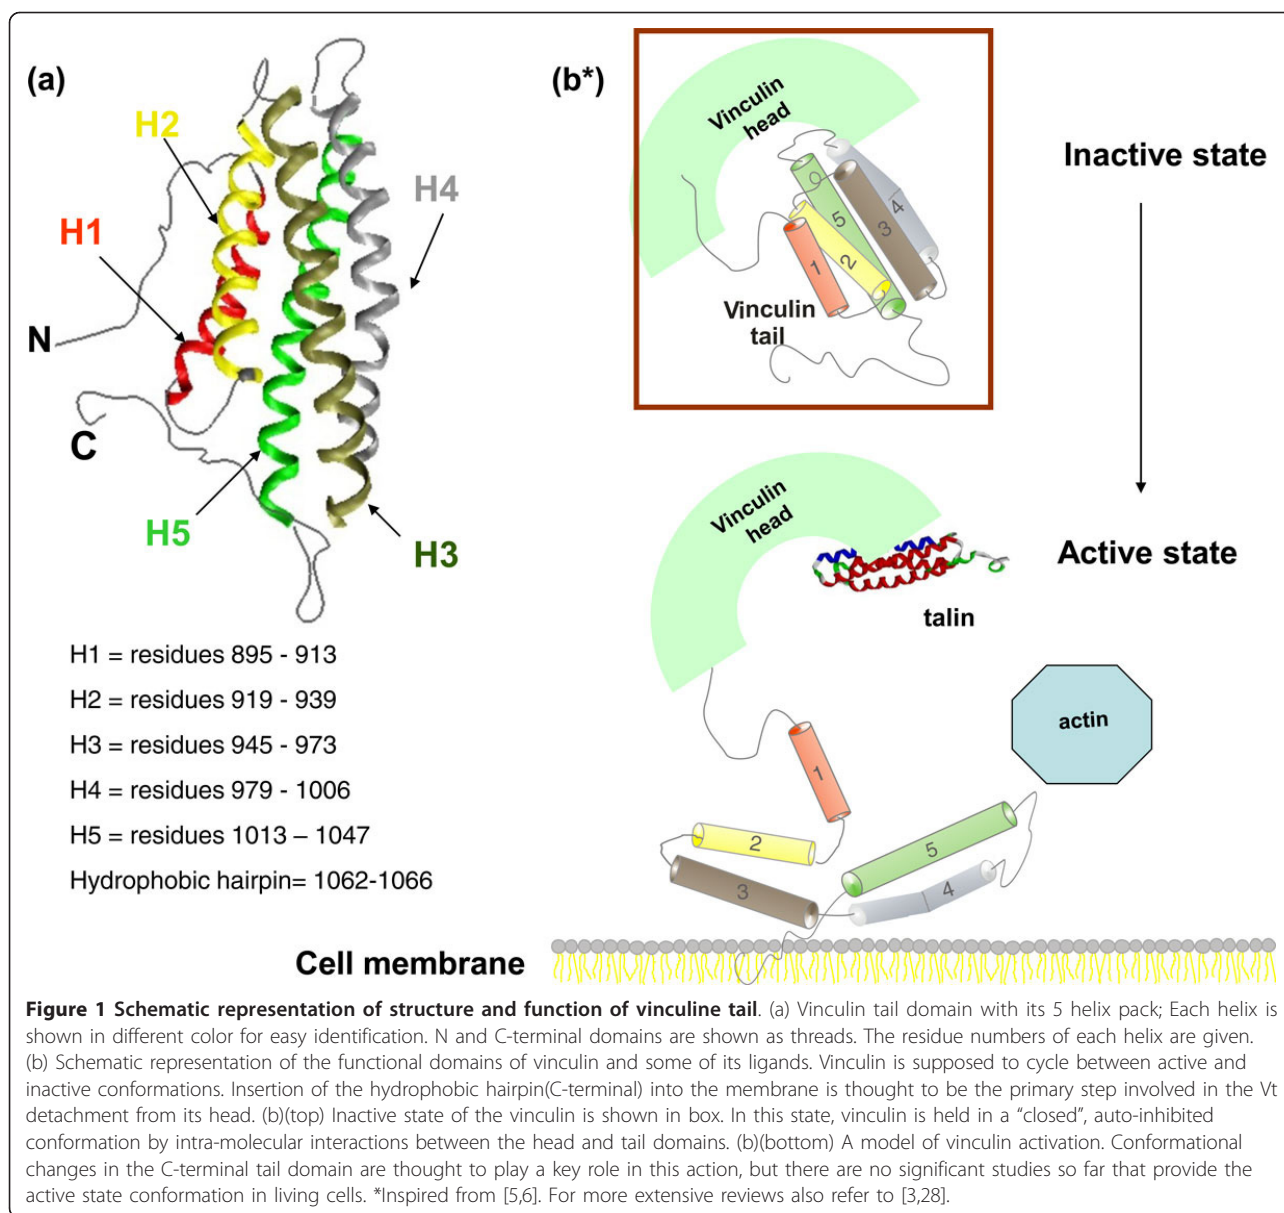 (a)
H2
H1
H4
N
C
H5
H3
H1 = residues 895 - 913
H2 = residues 919 - 939
H3 = residues 945 - 973
H4 = residues 979 - 1006
H5 = residues 1013 – 1047
Hydrophobic hairpin= 1062-1066
(b*)
Vinculin
head
5
4
3
2
1
Vinculin
tail
Inactive state
Vinculin
head
talin
Active state
actin
1
2
3
5
4
Cell membrane
Figure 1 Schematic representation of structure and function of vinculine tail. (a) Vinculin tail domain with its 5 helix pack; Each helix is
shown in different color for easy identification. N and C-terminal domains are shown as threads. The residue numbers of each helix are given.
(b) Schematic representation of the functional domains of vinculin and some of its ligands. Vinculin is supposed to cycle between active and
inactive conformations. Insertion of the hydrophobic hairpin(C-terminal) into the membrane is thought to be the primary step involved in the Vt
detachment from its head. (b)(top) Inactive state of the vinculin is shown in box. In this state, vinculin is held in a “closed”, auto-inhibited
conformation by intra-molecular interactions between the head and tail domains. (b)(bottom) A model of vinculin activation. Conformational
changes in the C-terminal tail domain are thought to play a key role in this action, but there are no significant studies so far that provide the
active state conformation in living cells. *Inspired from [5,6]. For more extensive reviews also refer to [3,28].